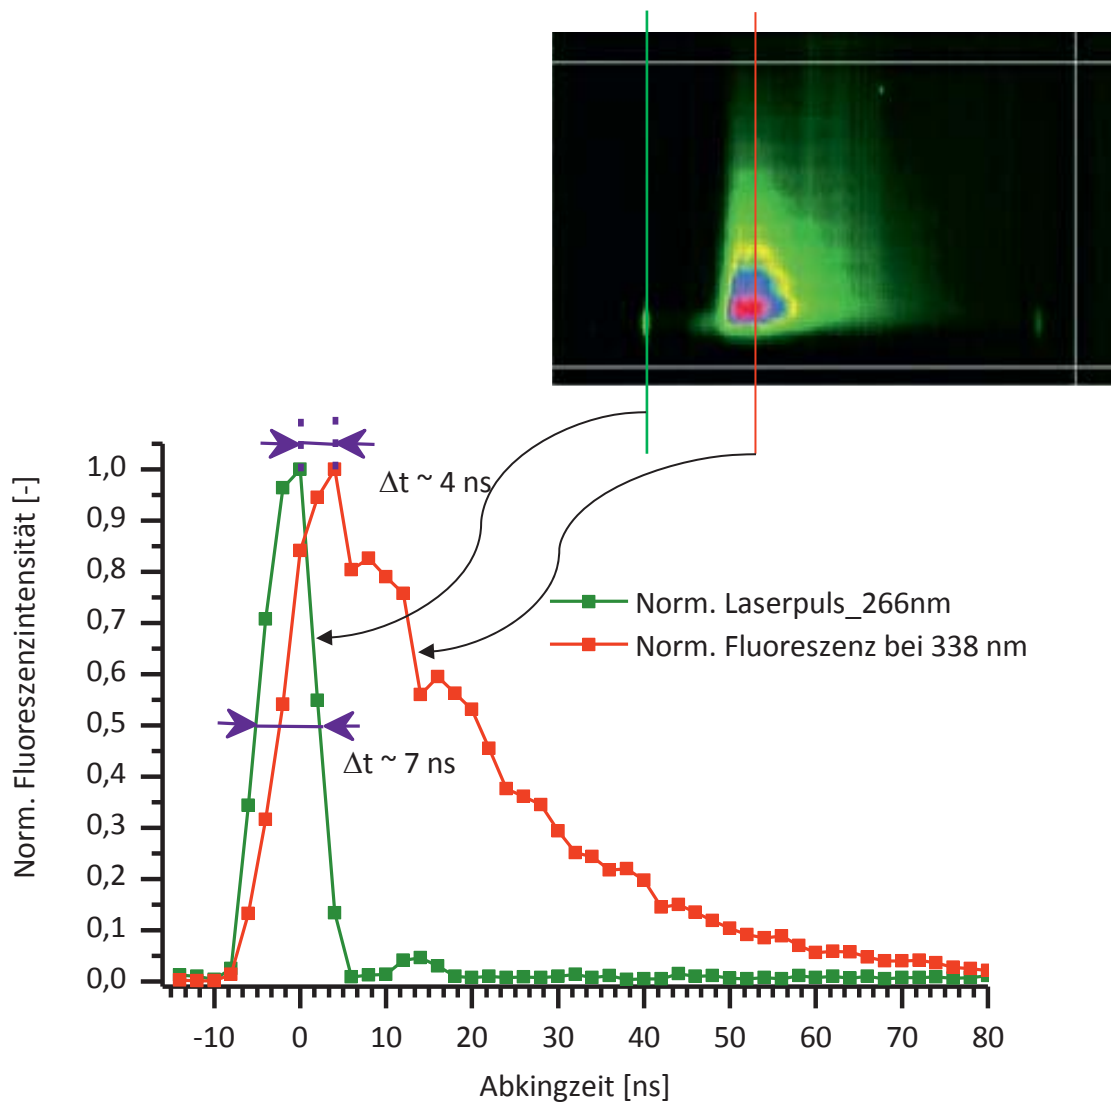 Δt ~ 4 ns
Norm. Laserpuls_266nm
Norm. Fluoreszenz bei 338 nm
Δt ~ 7 ns
Norm. Fluoreszenzintensität [-]
1,0
0,9
0,8
0,7
0,6
0,5
0,4
0,3
0,2
0,1
0,0
-10 0 10 20 30 40 50 60 70 80
Abkingzeit [ns]